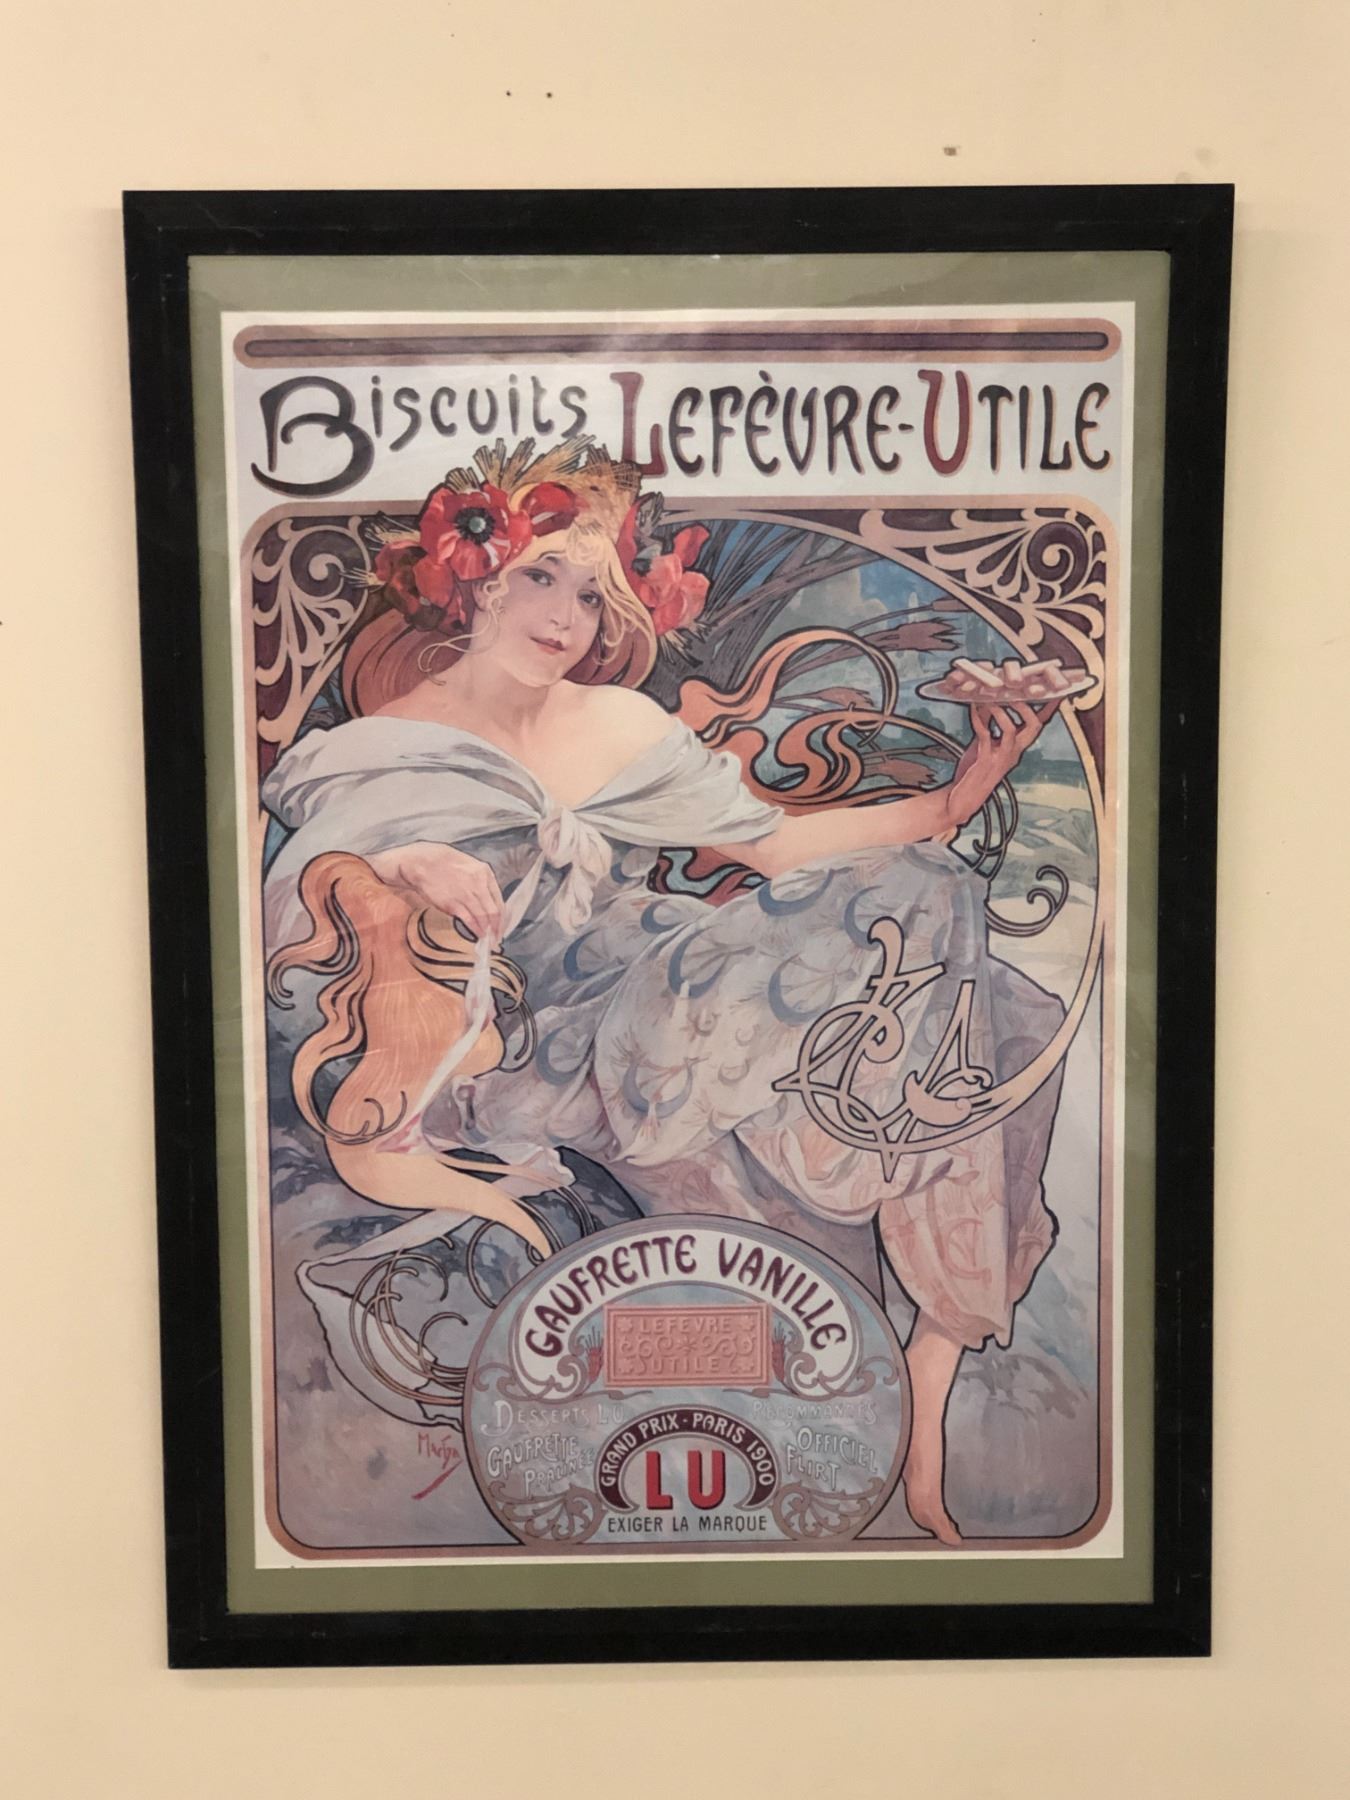 Biscuits LEFÈVRE-UTILE
GAUFRETTE VANILLE
LEFEVRE
UTILE
DESSERTS LU RECOMMANDÉS
GAUFRETTE
PRALINÉE
OFFICIEL
FLIRT
GRAND PRIX - PARIS 1900
LU
EXIGER LA MARQUE
Mucha